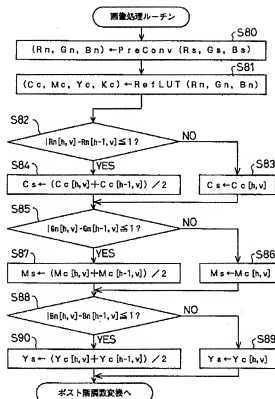 画像処理ルーチン
S80
(Rn, Gn, Bn)←PreConv (Rs, Gs, Bs)
S81
(Cc, Mc, Yc, Kc)←RefLUT (Rn, Gn, Bn)
S82
|Rn[h,v]-Rn[h-1,v]|≦1?
NO
YES
S84
S83
Cs←(Cc[h,v]+Cc[h-1,v])/2
Cs←Cc[h,v]
S85
|Gn[h,v]-Gn[h-1,v]|≦1?
NO
YES
S87
S86
Ms←(Mc[h,v]+Mc[h-1,v])/2
Ms←Mc[h,v]
S88
|Bn[h,v]-Bn[h-1,v]|≦1?
NO
YES
S90
S89
Ys←(Yc[h,v]+Yc[h-1,v])/2
Ys←Yc[h,v]
ポスト階調数変換へ